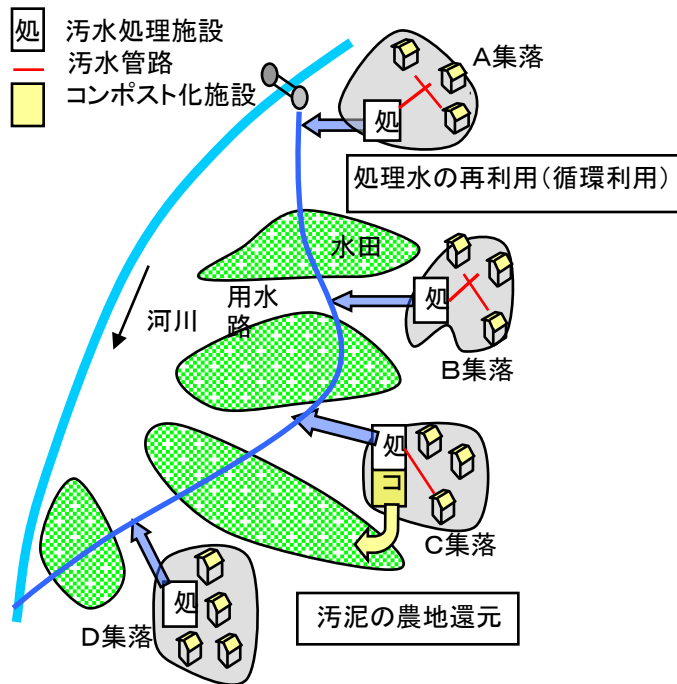 処 汚水処理施設
汚水管路
コンポスト化施設
A集落
処
処理水の再利用(循環利用)
水田
用水
路
河川
処
B集落
処
コ
C集落
処
D集落
汚泥の農地還元